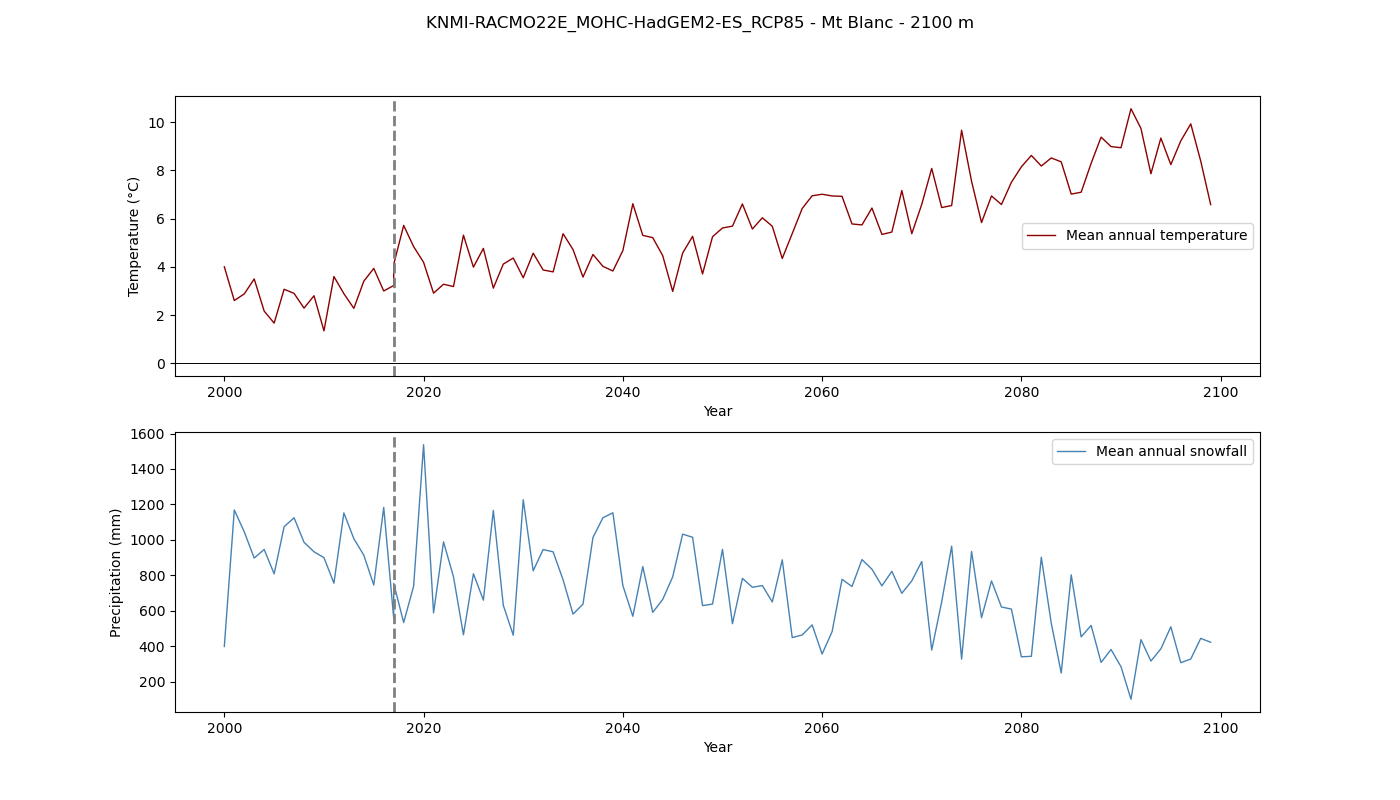 KNMI-RACMO22E_MOHC-HadGEM2-ES_RCP85 - Mt Blanc - 2100 m
10
8
6
4
2
0
Temperature (°C)
Mean annual temperature
2000 2020 2040 2060 2080 2100
Year
1600
1400
1200
1000
800
600
400
200
Precipitation (mm)
Mean annual snowfall
2000 2020 2040 2060 2080 2100
Year